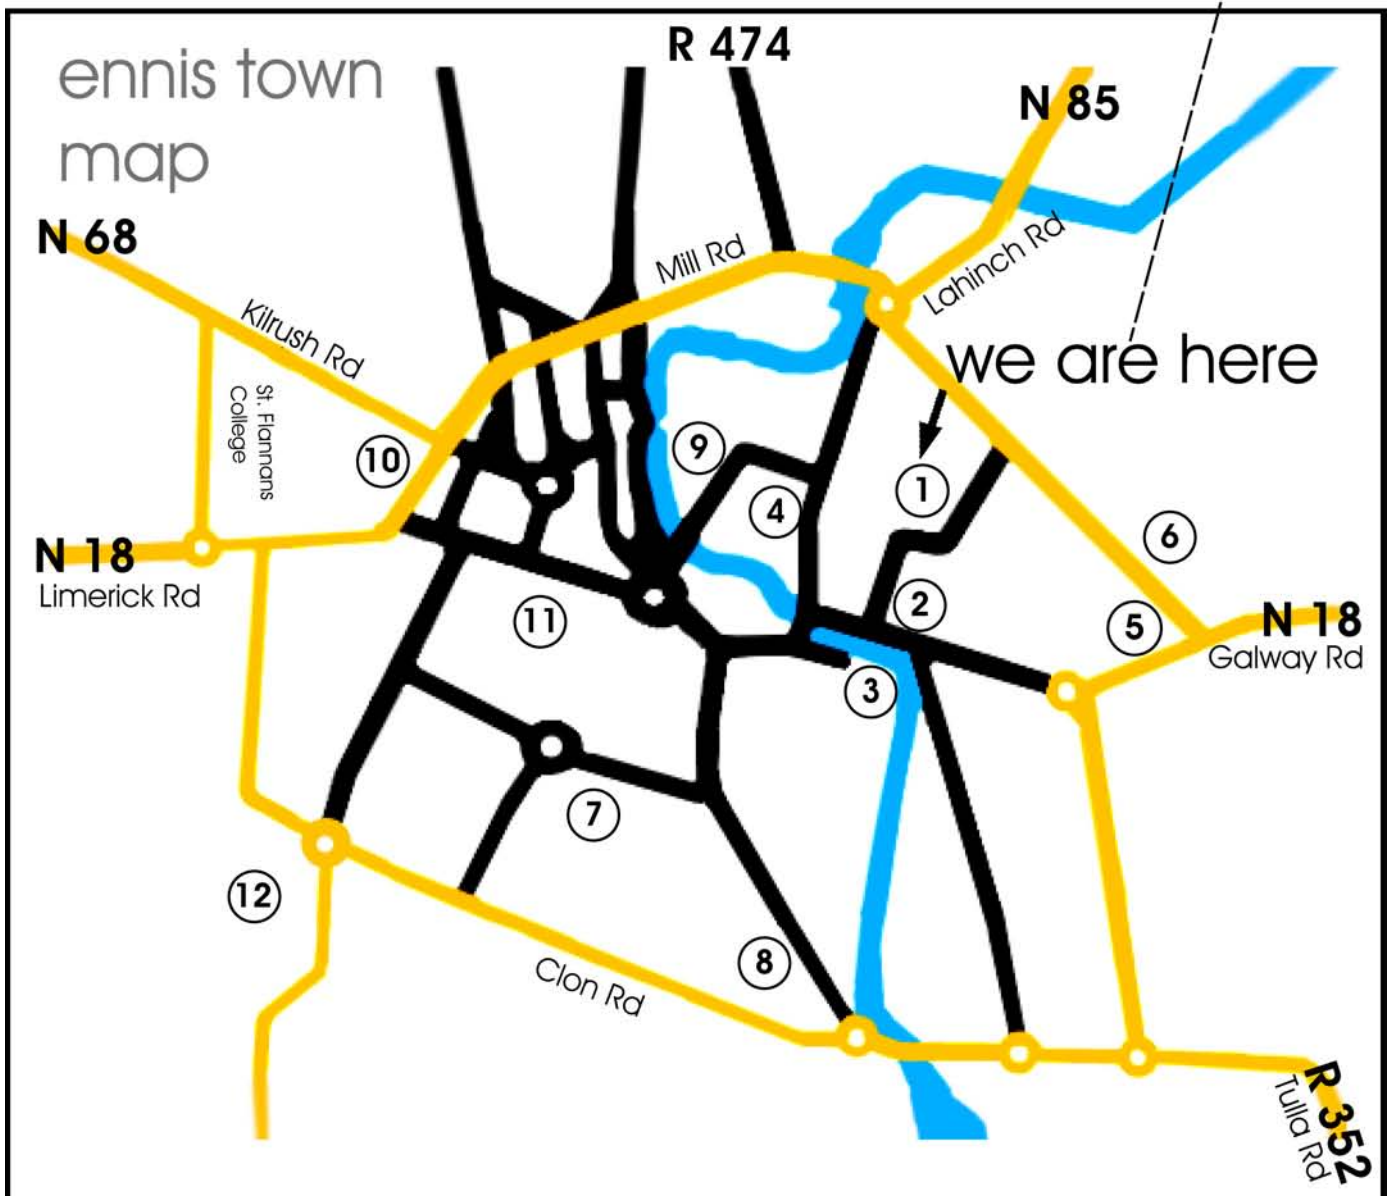 ennis town
map
R 474
N 85
N 68
Mill Rd
Lahinch Rd
Kilrush Rd
we are here
St. Flannans
College
9
10
1
4
6
N 18
Limerick Rd
2
11
5
N 18
Galway Rd
3
7
12
8
Clon Rd
R 352
Tulla Rd